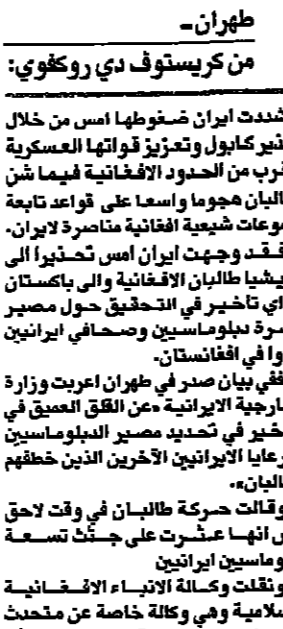 طهران-
من كريستوف دي روكفوي:
شددت ايران ضغوطها امس من خلال
ذير كابول وتعزيز قواتها العسكرية
قرب من الحدود الافغانية فيما شن
البان هجوما واسعا على قواعد تابعة
موعات شيعية افغانية مناصرة لايران.
فقد وجهت ايران امس تحذيرا الى
يشيا طالبان الافغانية والى باكستان
اي تأخير في التحقيق حول مصير
سرة دبلوماسيين وصحافي ايرانيين
وا في افغانستان.
ففي بيان صدر في طهران اعربت وزارة
ارجية الايرانية «عن القلق العميق في
خير في تحديد مصير الدبلوماسيين
رعايا الايرانيين الآخرين الذين خطفهم
البان».
وقالت حركة طالبان في وقت لاحق
ن انها عثرت على جثث تسعة
وماسيين ايرانيين
ونقلت وكالة الانباء الافغانية
سلامية وهي وكالة خاصة عن متحدث